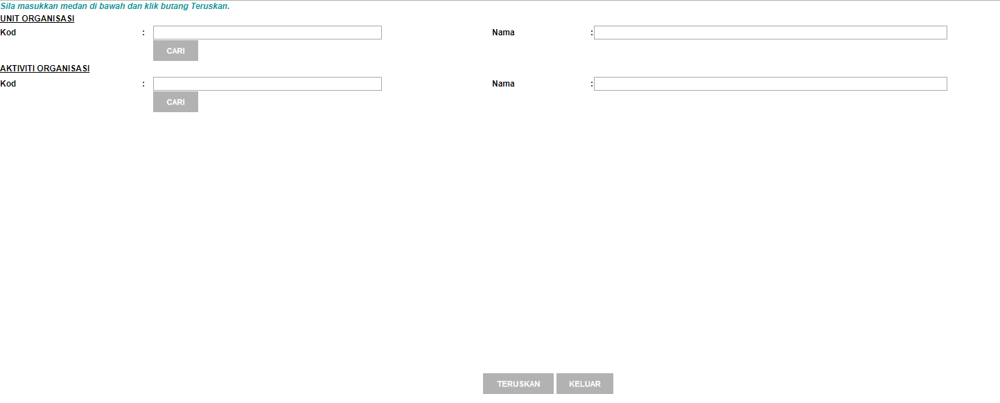 Sila masukkan medan di bawah dan klik butang Teruskan.
UNIT ORGANISASI
Kod : Nama :
CARI
AKTIVITI ORGANISASI
Kod : Nama :
CARI
TERUSKAN KELUAR